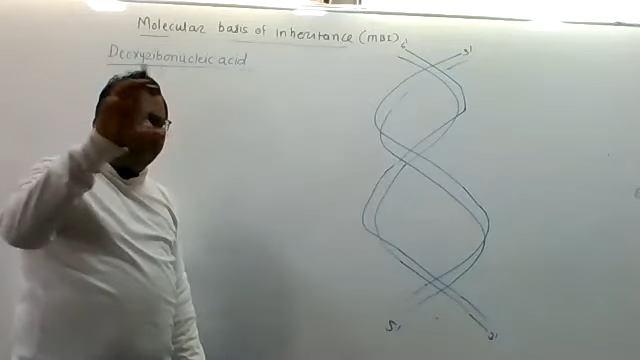 Molecular basis of inheritance (MBI)
5' 3'
Deoxyribonucleic acid
5' 3'